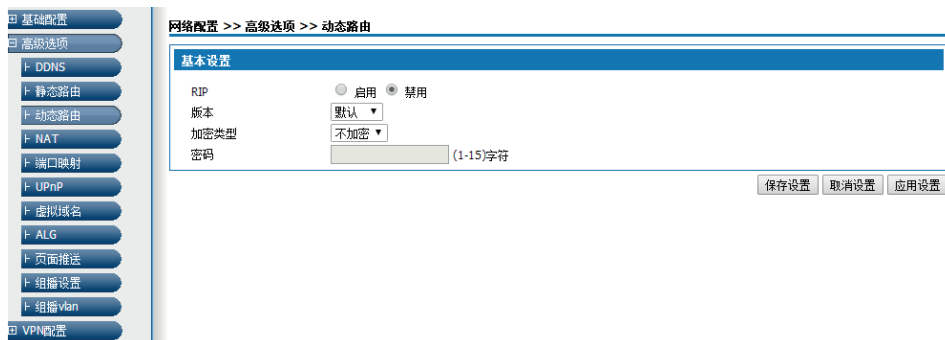 基础配置
高级选项
DDNS
静态路由
动态路由
NAT
端口映射
UPnP
虚拟域名
ALG
页面推送
组播设置
组播vlan
VPN配置
网络配置 >> 高级选项 >> 动态路由
基本设置
RIP 启用 禁用
版本 默认
加密类型 不加密
密码 (1-15)字符
保存设置 取消设置 应用设置